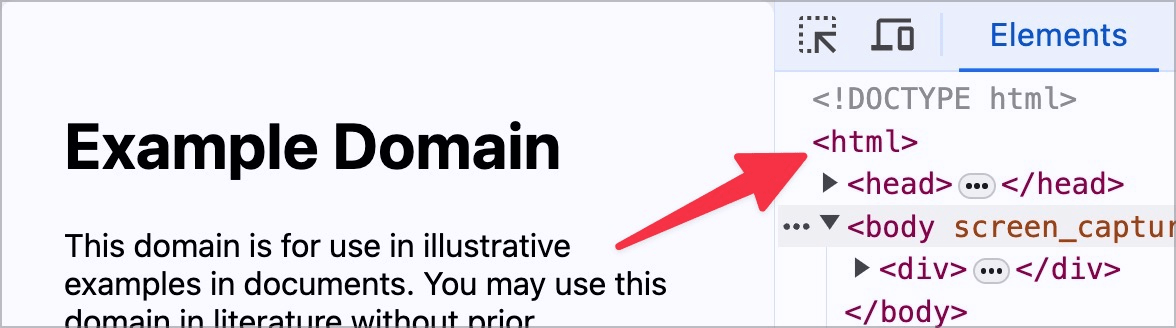 Example Domain
This domain is for use in illustrative
examples in documents. You may use this
domain in literature without prior
Elements
<!DOCTYPE html>
<html>
<head> ••• </head>
••• <body screen_captur
<div> ••• </div>
</body>